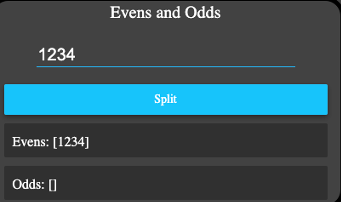 Evens and Odds
1234
Split
Evens: [1234]
Odds: []